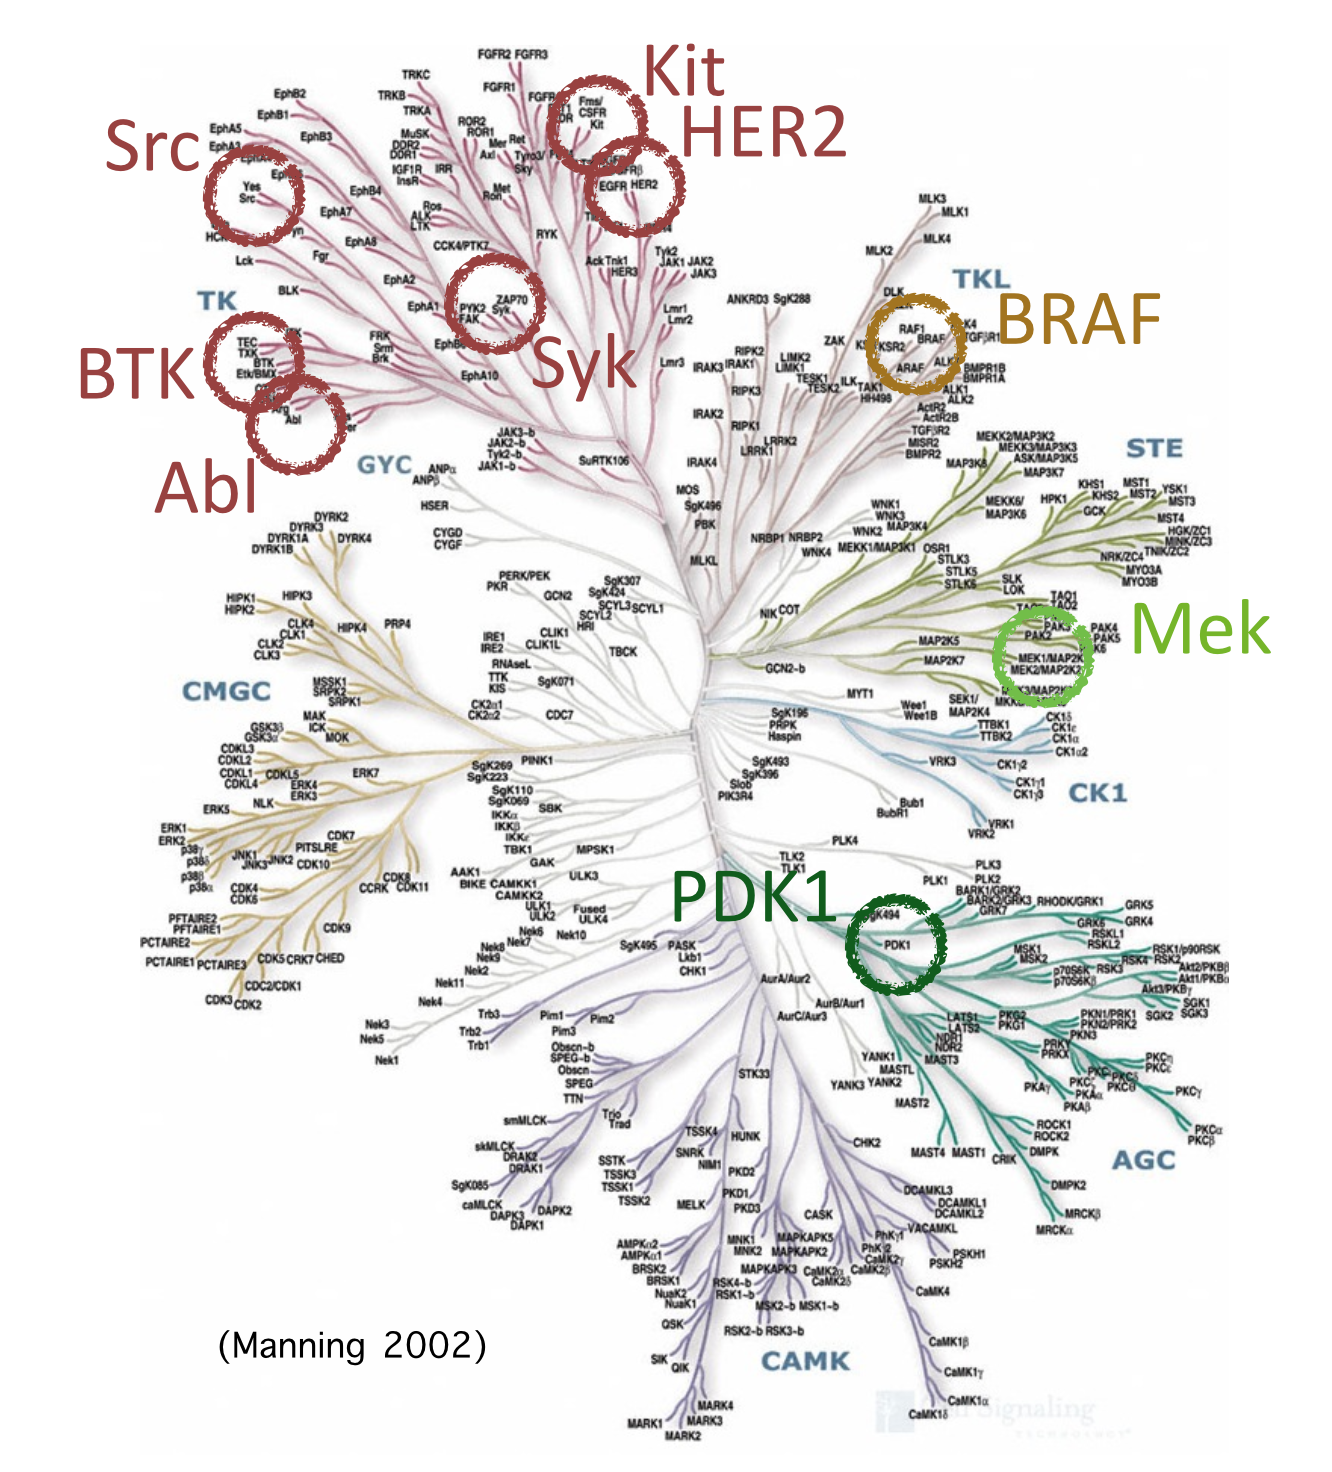 Kit
HER2
Src
BTK
Abl
Syk
BRAF
Mek
PDK1
TK
TKL
STE
GYC
CMGC
CK1
AGC
CAMK
(Manning 2002)
FGFR2 FGFR3
TRKC
FGFR1
TRKB
TRKA
EphB2
EphB1
EphA5
EphB3
MuSK
ROR2
ROR1
DDR2
DDR1
Mer
Ret
Axl
Tyro3/
Sky
IGF1R
IRR
InsR
Fms/
CSFR
Kit
EGFR HER2
Yes
Src
EphB4
EphA7
Met
Ron
Ros
ALK
LTK
RYK
EphA8
CCK4/PTK7
Fgr
Lck
BLK
EphA2
EphA1
Ack
Tnk1
HER3
Tyk2
JAK1
JAK2
JAK3
ZAP70
Syk
PYK2
FAK
Lmr1
Lmr2
Lmr3
TEC
TXK
BTK
Etk/BMX
FRK
Srm
Brk
Arg
Abl
EphA10
JAK3~b
JAK2~b
Tyk2~b
JAK1~b
SuRTK106
MLK3
MLK1
MLK4
MLK2
DLK
ANKRD3
SgK288
ZAK
RAF1
BRAF
KSR2
ARAF
TGFβR1
BMPR1B
BMPR1A
ALK1
ALK2
RIPK2
IRAK3
IRAK1
LIMK2
LIMK1
TESK1
TESK2
ILK
TAK1
HH498
RIPK3
IRAK2
RIPK1
LRRK2
LRRK1
ActR2
ActR2B
TGFβR2
MISR2
BMPR2
IRAK4
MOS
SgK496
PBK
MLKL
NRBP1
NRBP2
WNK1
WNK3
WNK2
WNK4
MAP3K4
MEKK1/MAP3K1
MEKK2/MAP3K2
MEKK3/MAP3K3
ASK/MAP3K5
MAP3K8
MAP3K7
MEKK6/
MAP3K6
KHS1
KHS2
HPK1
GCK
MST1
MST2
YSK1
MST3
MST4
HGK/ZC1
MINK/ZC3
TNIK/ZC2
NRK/ZC4
MYO3A
MYO3B
OSR1
STLK3
STLK5
STLK6
SLK
LOK
TAO1
TAO2
PAK2
PAK4
PAK5
NIK
COT
MAP2K5
MAP2K7
GCN2~b
MEK2/MAP2K2
SEK1/
MAP2K4
ANPα
ANPβ
HSER
CYGD
CYGF
DYRK2
DYRK3
DYRK1A
DYRK1B
DYRK4
PERK/PEK
PKR
GCN2
SgK307
SgK424
SCYL3
SCYL1
SCYL2
HRI
HIPK1
HIPK2
HIPK3
CLK4
CLK1
CLK2
CLK3
HIPK4
PRP4
CLIK1
CLIK1L
IRE1
IRE2
TBCK
RNAseL
TTK
KIS
SgK071
CK2α1
CK2α2
CDC7
MSSK1
SRPK2
SRPK1
MAK
ICK
MOK
GSK3β
GSK3α
CDKL3
CDKL2
CDKL1
CDKL5
CDKL4
ERK7
ERK4
ERK3
ERK5
NLK
ERK1
ERK2
p38γ
p38δ
p38β
p38α
JNK1
JNK3
JNK2
CDK7
PITSLRE
CDK10
CDK4
CDK6
CCRK
CDK8
CDK11
PFTAIRE2
PFTAIRE1
PCTAIRE2
PCTAIRE1
PCTAIRE3
CDK9
CDK5
CRK7
CHED
CDC2/CDK1
CDK3
CDK2
PINK1
SgK269
SgK223
SgK110
SgK069
SBK
IKKα
IKKβ
IKKε
TBK1
MPSK1
GAK
AAK1
BIKE
CAMKK1
CAMKK2
ULK3
ULK1
ULK2
Fused
ULK4
Nek6
Nek7
Nek10
Nek8
Nek9
Nek2
Nek11
Nek4
Nek3
Nek5
Nek1
MYT1
Wee1
Wee1B
SgK196
PRPK
Haspin
SgK493
SgK396
Slob
PIK3R4
Bub1
BubR1
TTBK1
TTBK2
CK1δ
CK1ε
CK1α
CK1α2
CK1γ2
CK1γ1
CK1γ3
VRK3
VRK1
VRK2
PLK4
TLK2
TLK1
PLK3
PLK2
PLK1
BARK1/GRK2
BARK2/GRK3
GRK7
RHODK/GRK1
GRK5
GRK4
GRK6
PDK1
RSKL1
RSKL2
MSK1
MSK2
RSK1/p90RSK
RSK4
RSK2
RSK3
p70S6K
p70S6Kβ
Akt3/PKBγ
SGK1
SGK2
SGK3
LATS1
LATS2
NDR1
NDR2
PKG2
PKG1
PKN1/PRK1
PKN2/PRK2
PKN3
PRKY
PRKX
MAST3
YANK1
YANK2
YANK3
MASTL
MAST2
MAST4
MAST1
PKAγ
PKAα
PKAβ
PKCη
PKCε
PKCδ
PKCθ
PKCγ
PKCα
PKCβ
ROCK1
ROCK2
DMPK
CRIK
DMPK2
MRCKβ
MRCKα
AurA/Aur2
AurB/Aur1
AurC/Aur3
SgK495
PASK
Lkb1
CHK1
Trb3
Trb2
Trb1
Pim1
Pim2
Pim3
Obscn~b
SPEG~b
Obscn
SPEG
TTN
STK33
smMLCK
Trio
Trad
skMLCK
DRAK2
DRAK1
SgK085
caMLCK
DAPK3
DAPK2
DAPK1
TSSK4
SSTK
TSSK3
TSSK1
TSSK2
SNRK
NIM1
HUNK
MELK
PKD2
PKD1
PKD3
CHK2
DCAMKL3
DCAMKL1
DCAMKL2
CASK
VACAMKL
PhKγ1
PhKγ2
PSKH1
PSKH2
MNK1
MNK2
MAPKAPK5
MAPKAPK2
MAPKAPK3
CaMK2α
CaMK2δ
CaMK2β
CaMK2γ
CaMK4
AMPKα2
AMPKα1
BRSK2
BRSK1
NuaK2
NuaK1
RSK4~b
RSK1~b
MSK2~b
MSK1~b
RSK2~b
RSK3~b
QSK
SIK
QIK
CaMK1β
CaMK1γ
CaMK1α
CaMK1δ
MARK4
MARK1
MARK3
MARK2
Signaling